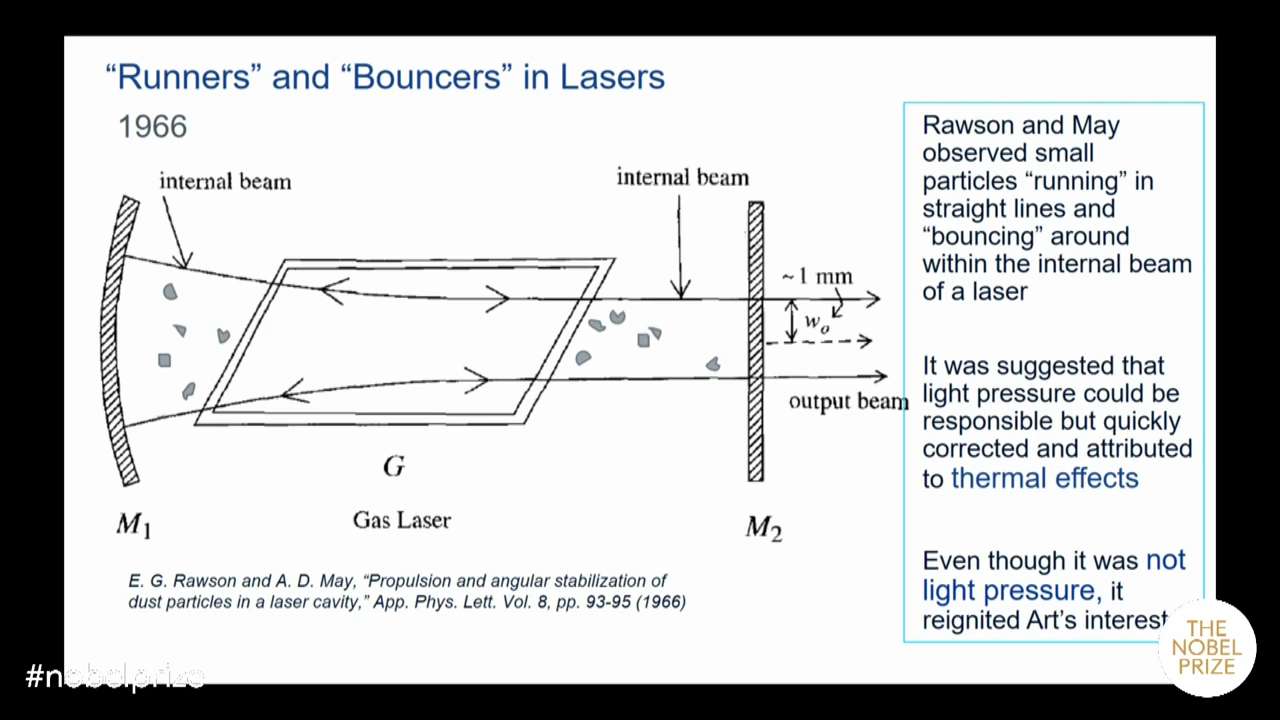 “Runners” and “Bouncers” in Lasers
1966
internal beam
internal beam
~1 mm
wo
output beam
G
Gas Laser
M1
M2
E. G. Rawson and A. D. May, “Propulsion and angular stabilization of
dust particles in a laser cavity,” App. Phys. Lett. Vol. 8, pp. 93-95 (1966)
Rawson and May
observed small
particles “running” in
straight lines and
“bouncing” around
within the internal beam
of a laser
It was suggested that
light pressure could be
responsible but quickly
corrected and attributed
to thermal effects
Even though it was not
light pressure, it
reignited Art’s interest
THE
NOBEL
PRIZE
#nobelprize